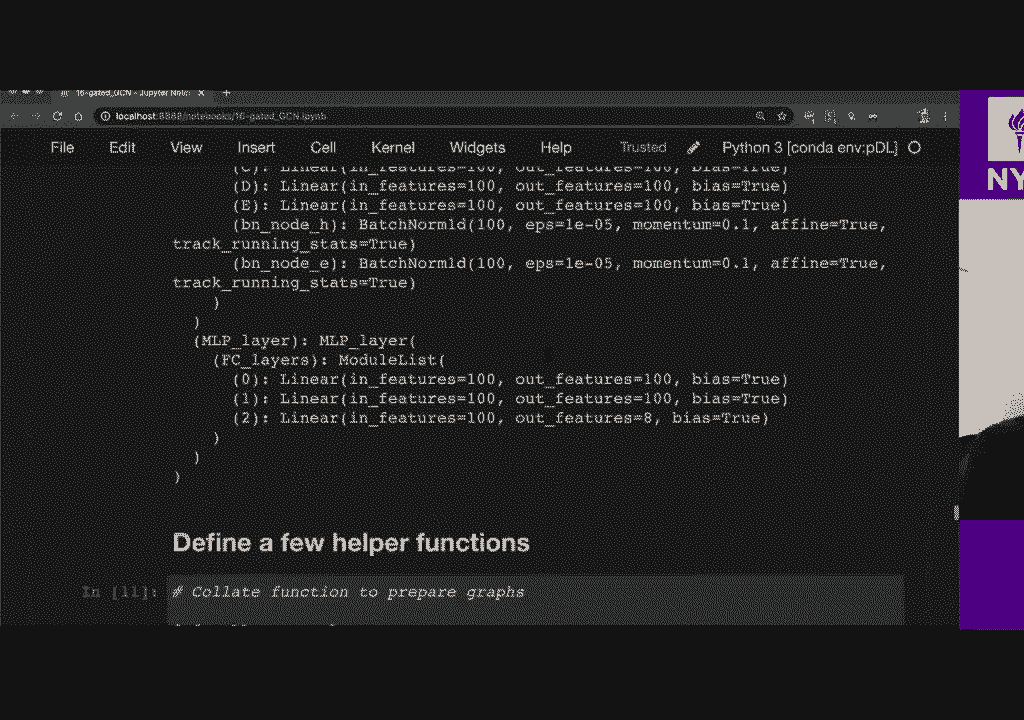 16-gated_GCN - Jupyter Note
localhost:8888/notebooks/16-gated_GCN.ipynb
File Edit View Insert Cell Kernel Widgets Help Trusted Python 3 [conda env:pDL]
(C): Linear(in_features=100, out_features=100, bias=True)
(D): Linear(in_features=100, out_features=100, bias=True)
(E): Linear(in_features=100, out_features=100, bias=True)
(bn_node_h): BatchNorm1d(100, eps=1e-05, momentum=0.1, affine=True,
track_running_stats=True)
(bn_node_e): BatchNorm1d(100, eps=1e-05, momentum=0.1, affine=True,
track_running_stats=True)
)
)
(MLP_layer): MLP_layer(
(FC_layers): ModuleList(
(0): Linear(in_features=100, out_features=100, bias=True)
(1): Linear(in_features=100, out_features=100, bias=True)
(2): Linear(in_features=100, out_features=8, bias=True)
)
)
)
Define a few helper functions
In [11]: # Collate function to prepare graphs
NY